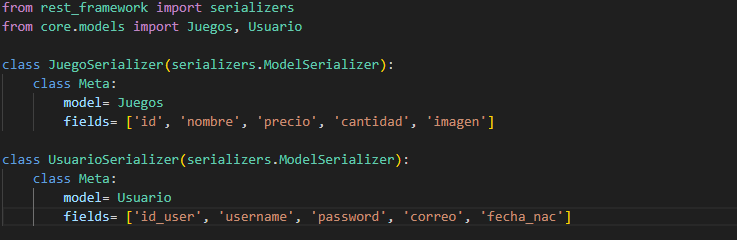 from rest_framework import serializers
from core.models import Juegos, Usuario
class JuegoSerializer(serializers.ModelSerializer):
class Meta:
model= Juegos
fields= ['id', 'nombre', 'precio', 'cantidad', 'imagen']
class UsuarioSerializer(serializers.ModelSerializer):
class Meta:
model= Usuario
fields= ['id_user', 'username', 'password', 'correo', 'fecha_nac']